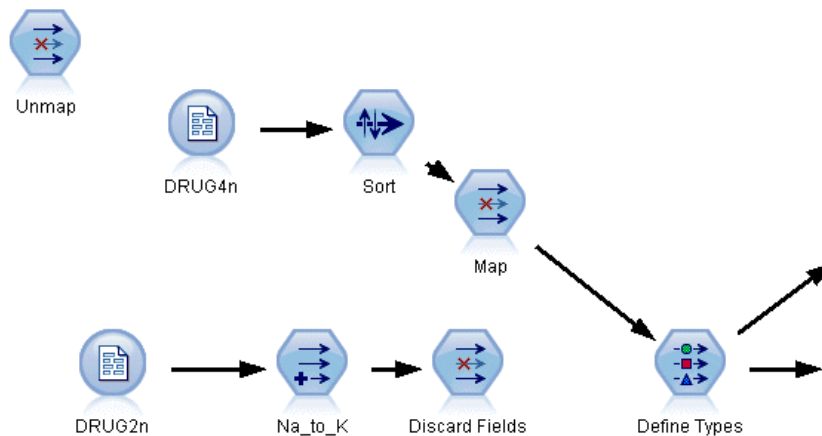 Unmap
DRUG4n
Sort
Map
DRUG2n
Na_to_K
Discard Fields
Define Types